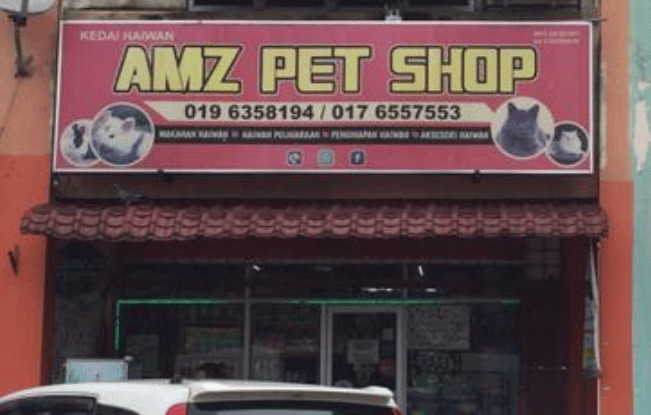 KEDAI HAIWAN
AMZ PET SHOP
019 6358194 / 017 6557553
MAKANAN HAIWAN HAIWAN PELIHARAAN PENGINAPAN HAIWAN AKSESORI HAIWAN